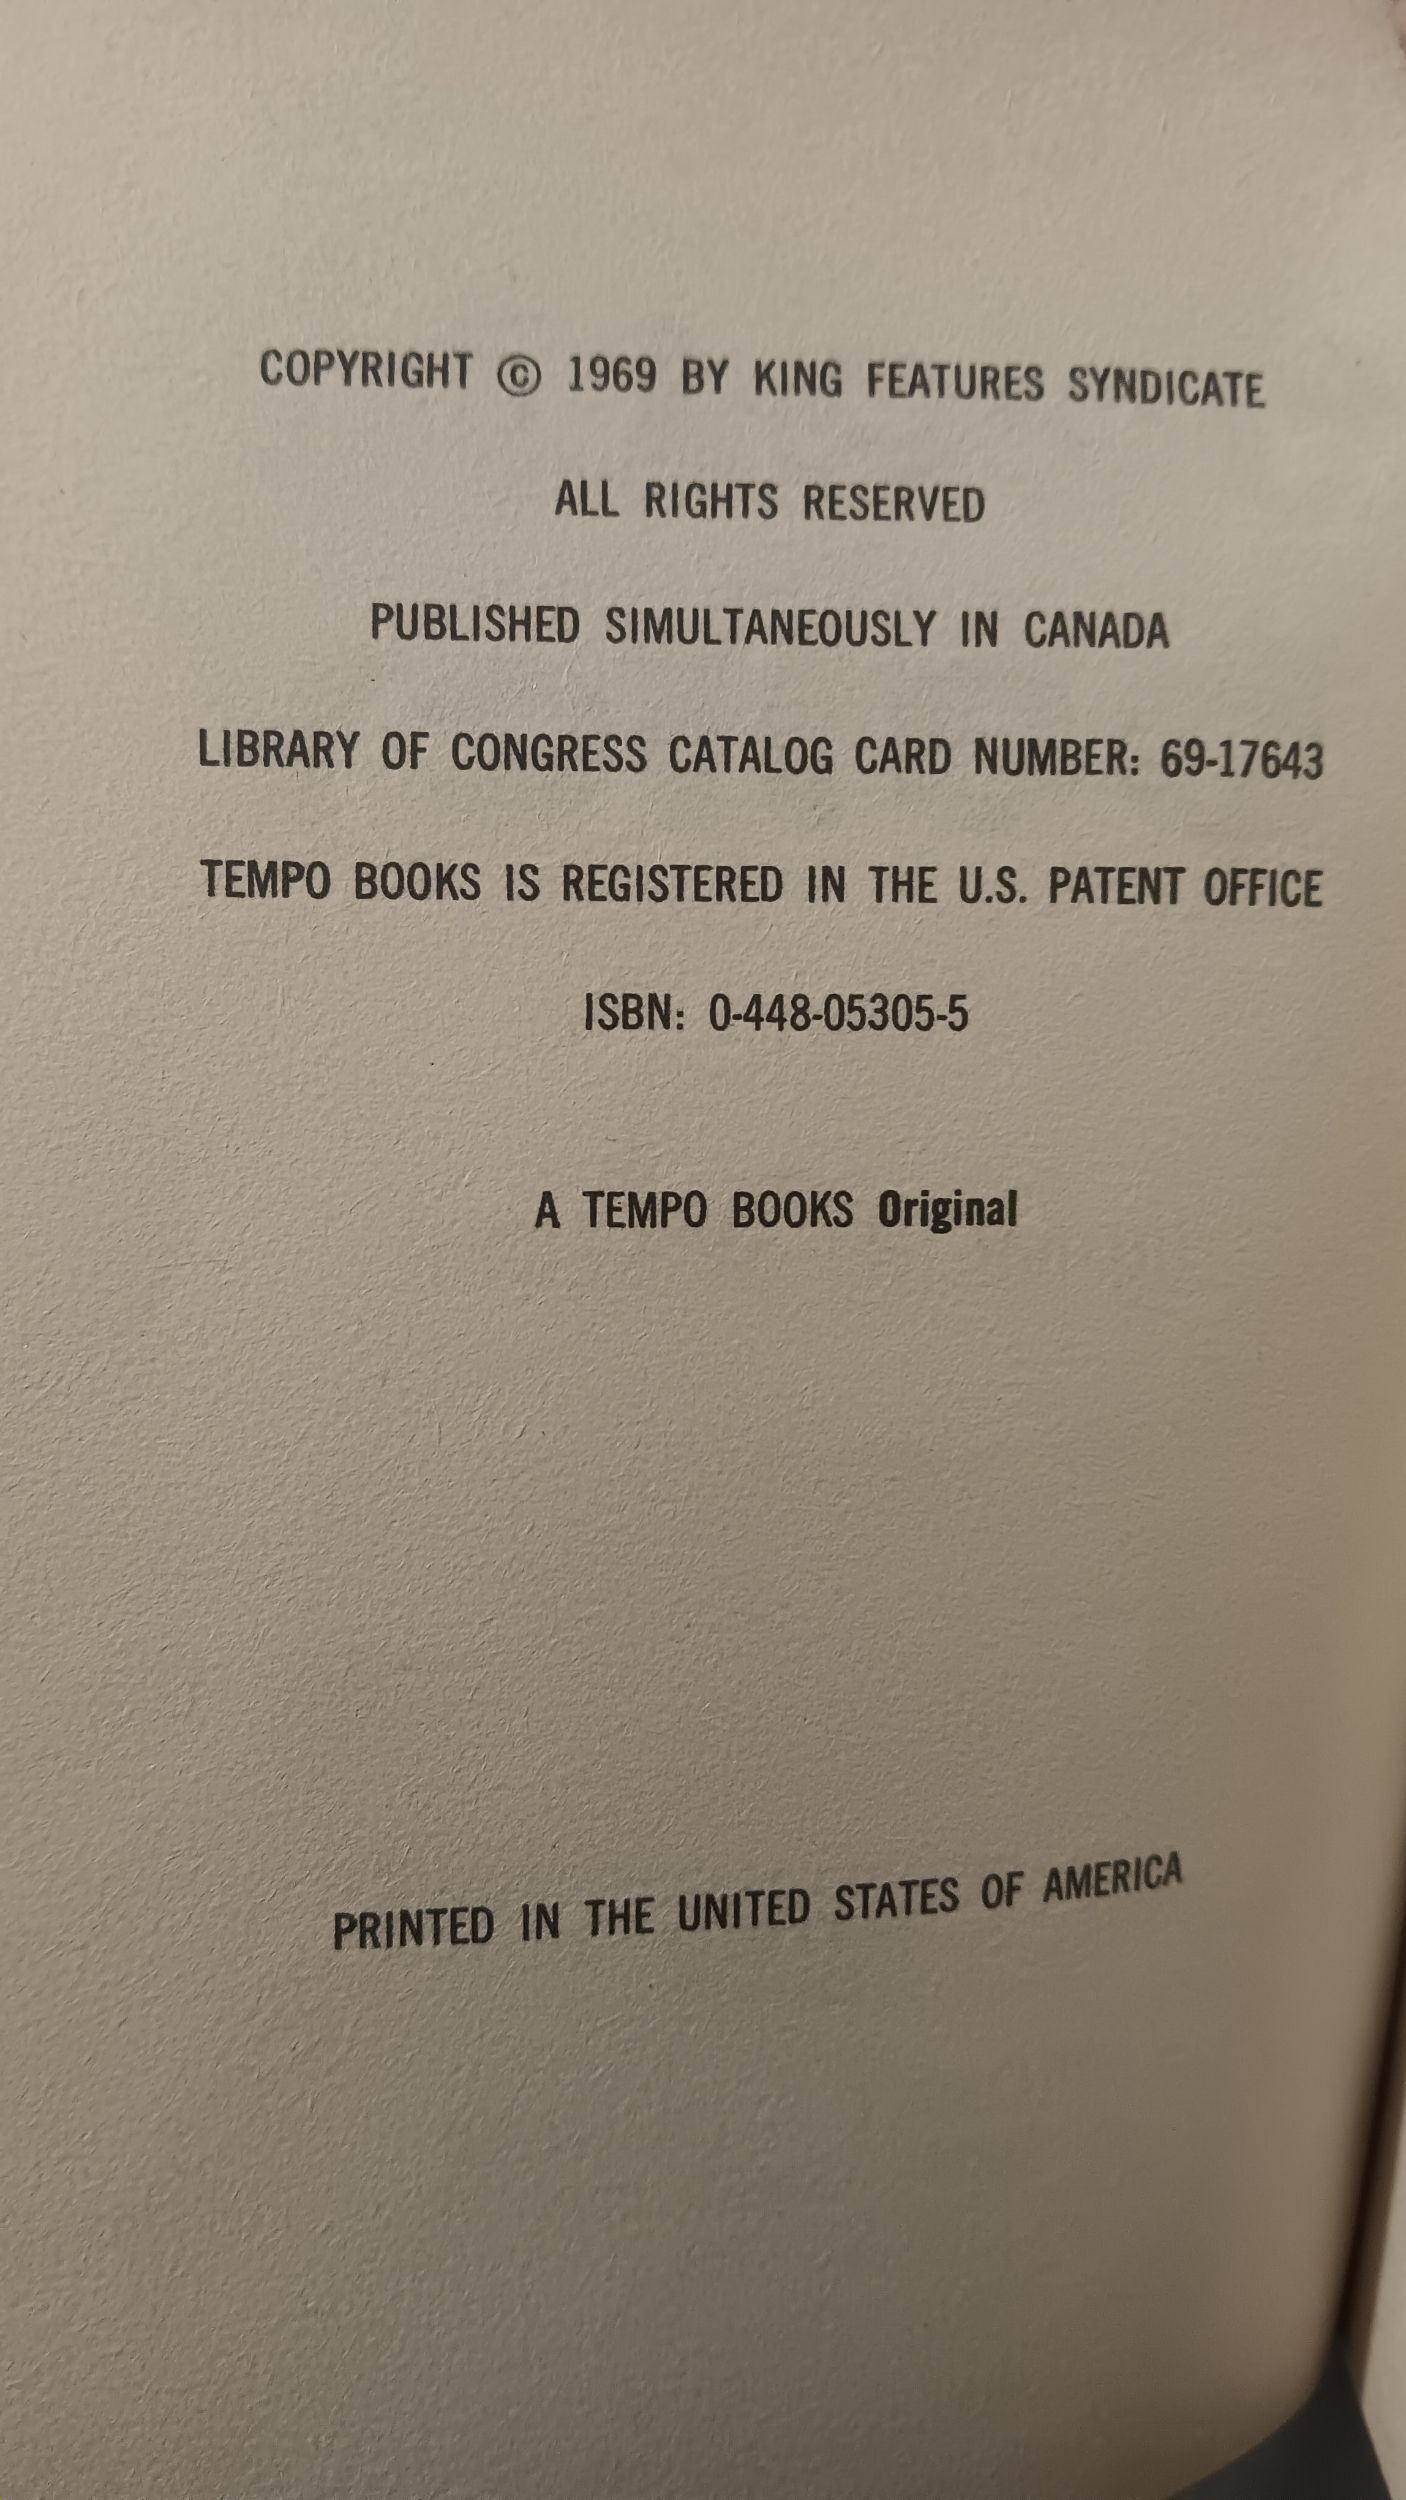 COPYRIGHT © 1969 BY KING FEATURES SYNDICATE
ALL RIGHTS RESERVED
PUBLISHED SIMULTANEOUSLY IN CANADA
LIBRARY OF CONGRESS CATALOG CARD NUMBER: 69-17643
TEMPO BOOKS IS REGISTERED IN THE U.S. PATENT OFFICE
ISBN: 0-448-05305-5
A TEMPO BOOKS Original
PRINTED IN THE UNITED STATES OF AMERICA